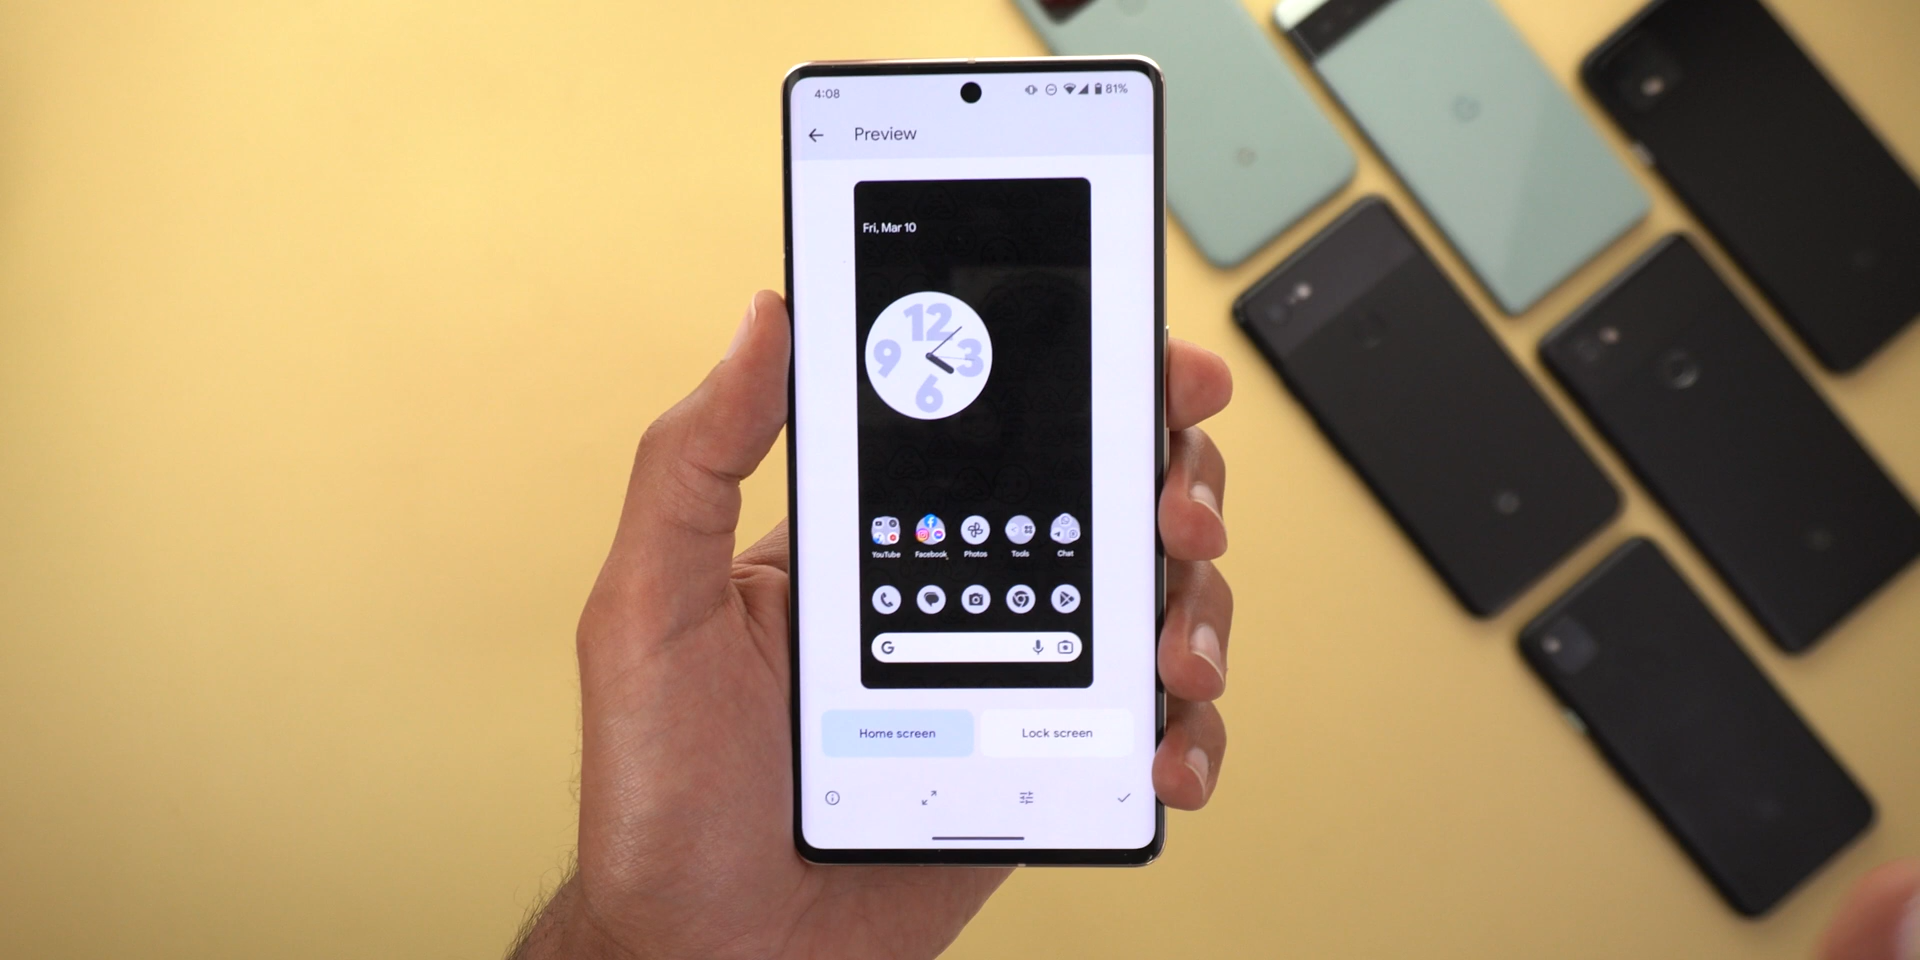 4:08
81%
Preview
Fri, Mar 10
12
9 3
6
YouTube Facebook Photos Tools Chat
G
Home screen Lock screen